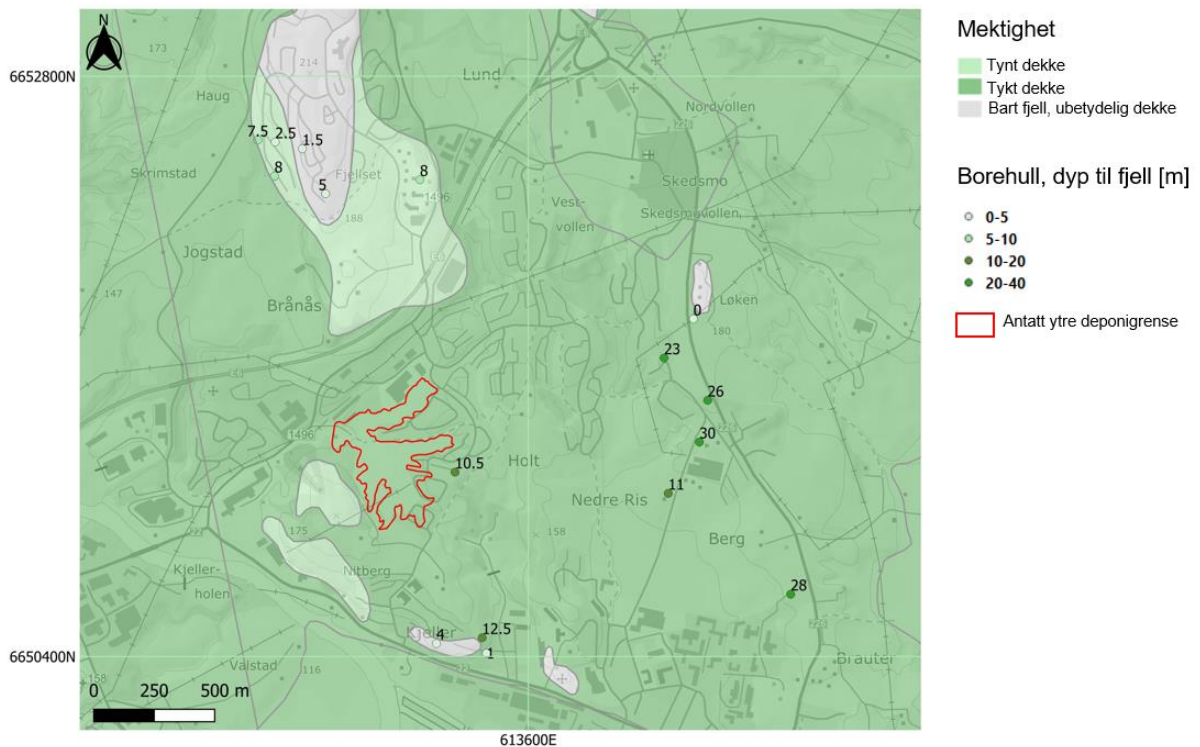 N
Mektighet
Tynt dekke
Tykt dekke
Bart fjell, ubetydelig dekke
Borehull, dyp til fjell [m]
0-5
5-10
10-20
20-40
Antatt ytre deponigrense
6652800N
6650400N
613600E
0 250 500 m
173
214
Lund
Haug
Nordvollen
7.5
2.5
1.5
8
5
8
Skrimstad
Fjellset
1496
188
Skedsmo
Skedsmovollen
Vest-
vollen
Jogstad
E6
147
Brånås
Løken
0
180
23
26
E6
1496
30
10.5
Holt
11
Nedre Ris
175
158
Berg
Kjeller-
holen
Nitberg
28
Kjeller
4
12.5
1
Valstad
116
158
Brauter